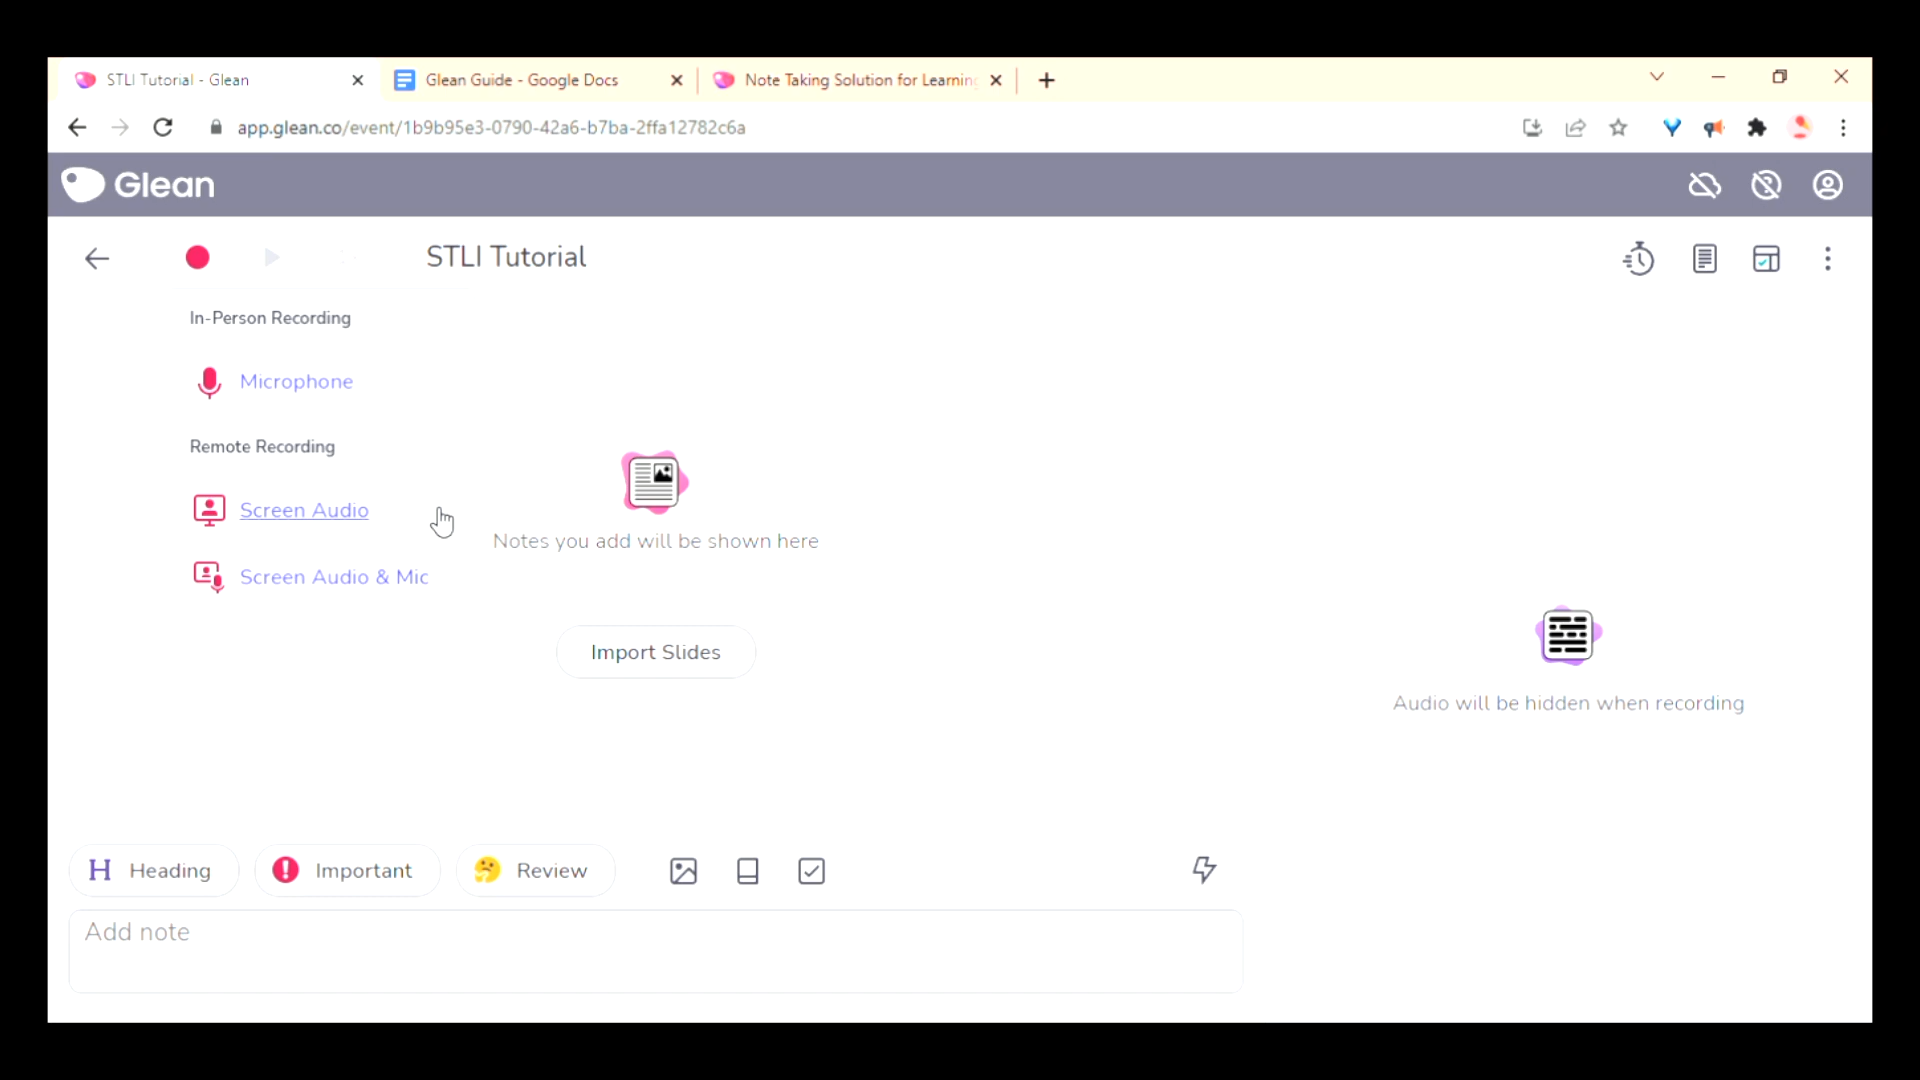 STLI Tutorial - Glean
Glean Guide - Google Docs
Note Taking Solution for Learning
app.glean.co/event/1b9b95e3-0790-42a6-b7ba-2ffa12782c6a
Glean
STLI Tutorial
In-Person Recording
Microphone
Remote Recording
Screen Audio
Screen Audio & Mic
Notes you add will be shown here
Import Slides
Audio will be hidden when recording
H Heading
Important
Review
Add note